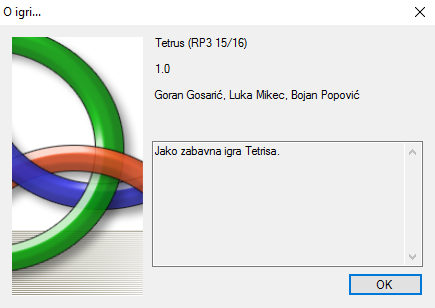 O igri...
Tetrus (RP3 15/16)
1.0
Goran Gosarić, Luka Mikec, Bojan Popović
Jako zabavna igra Tetrisa.
OK